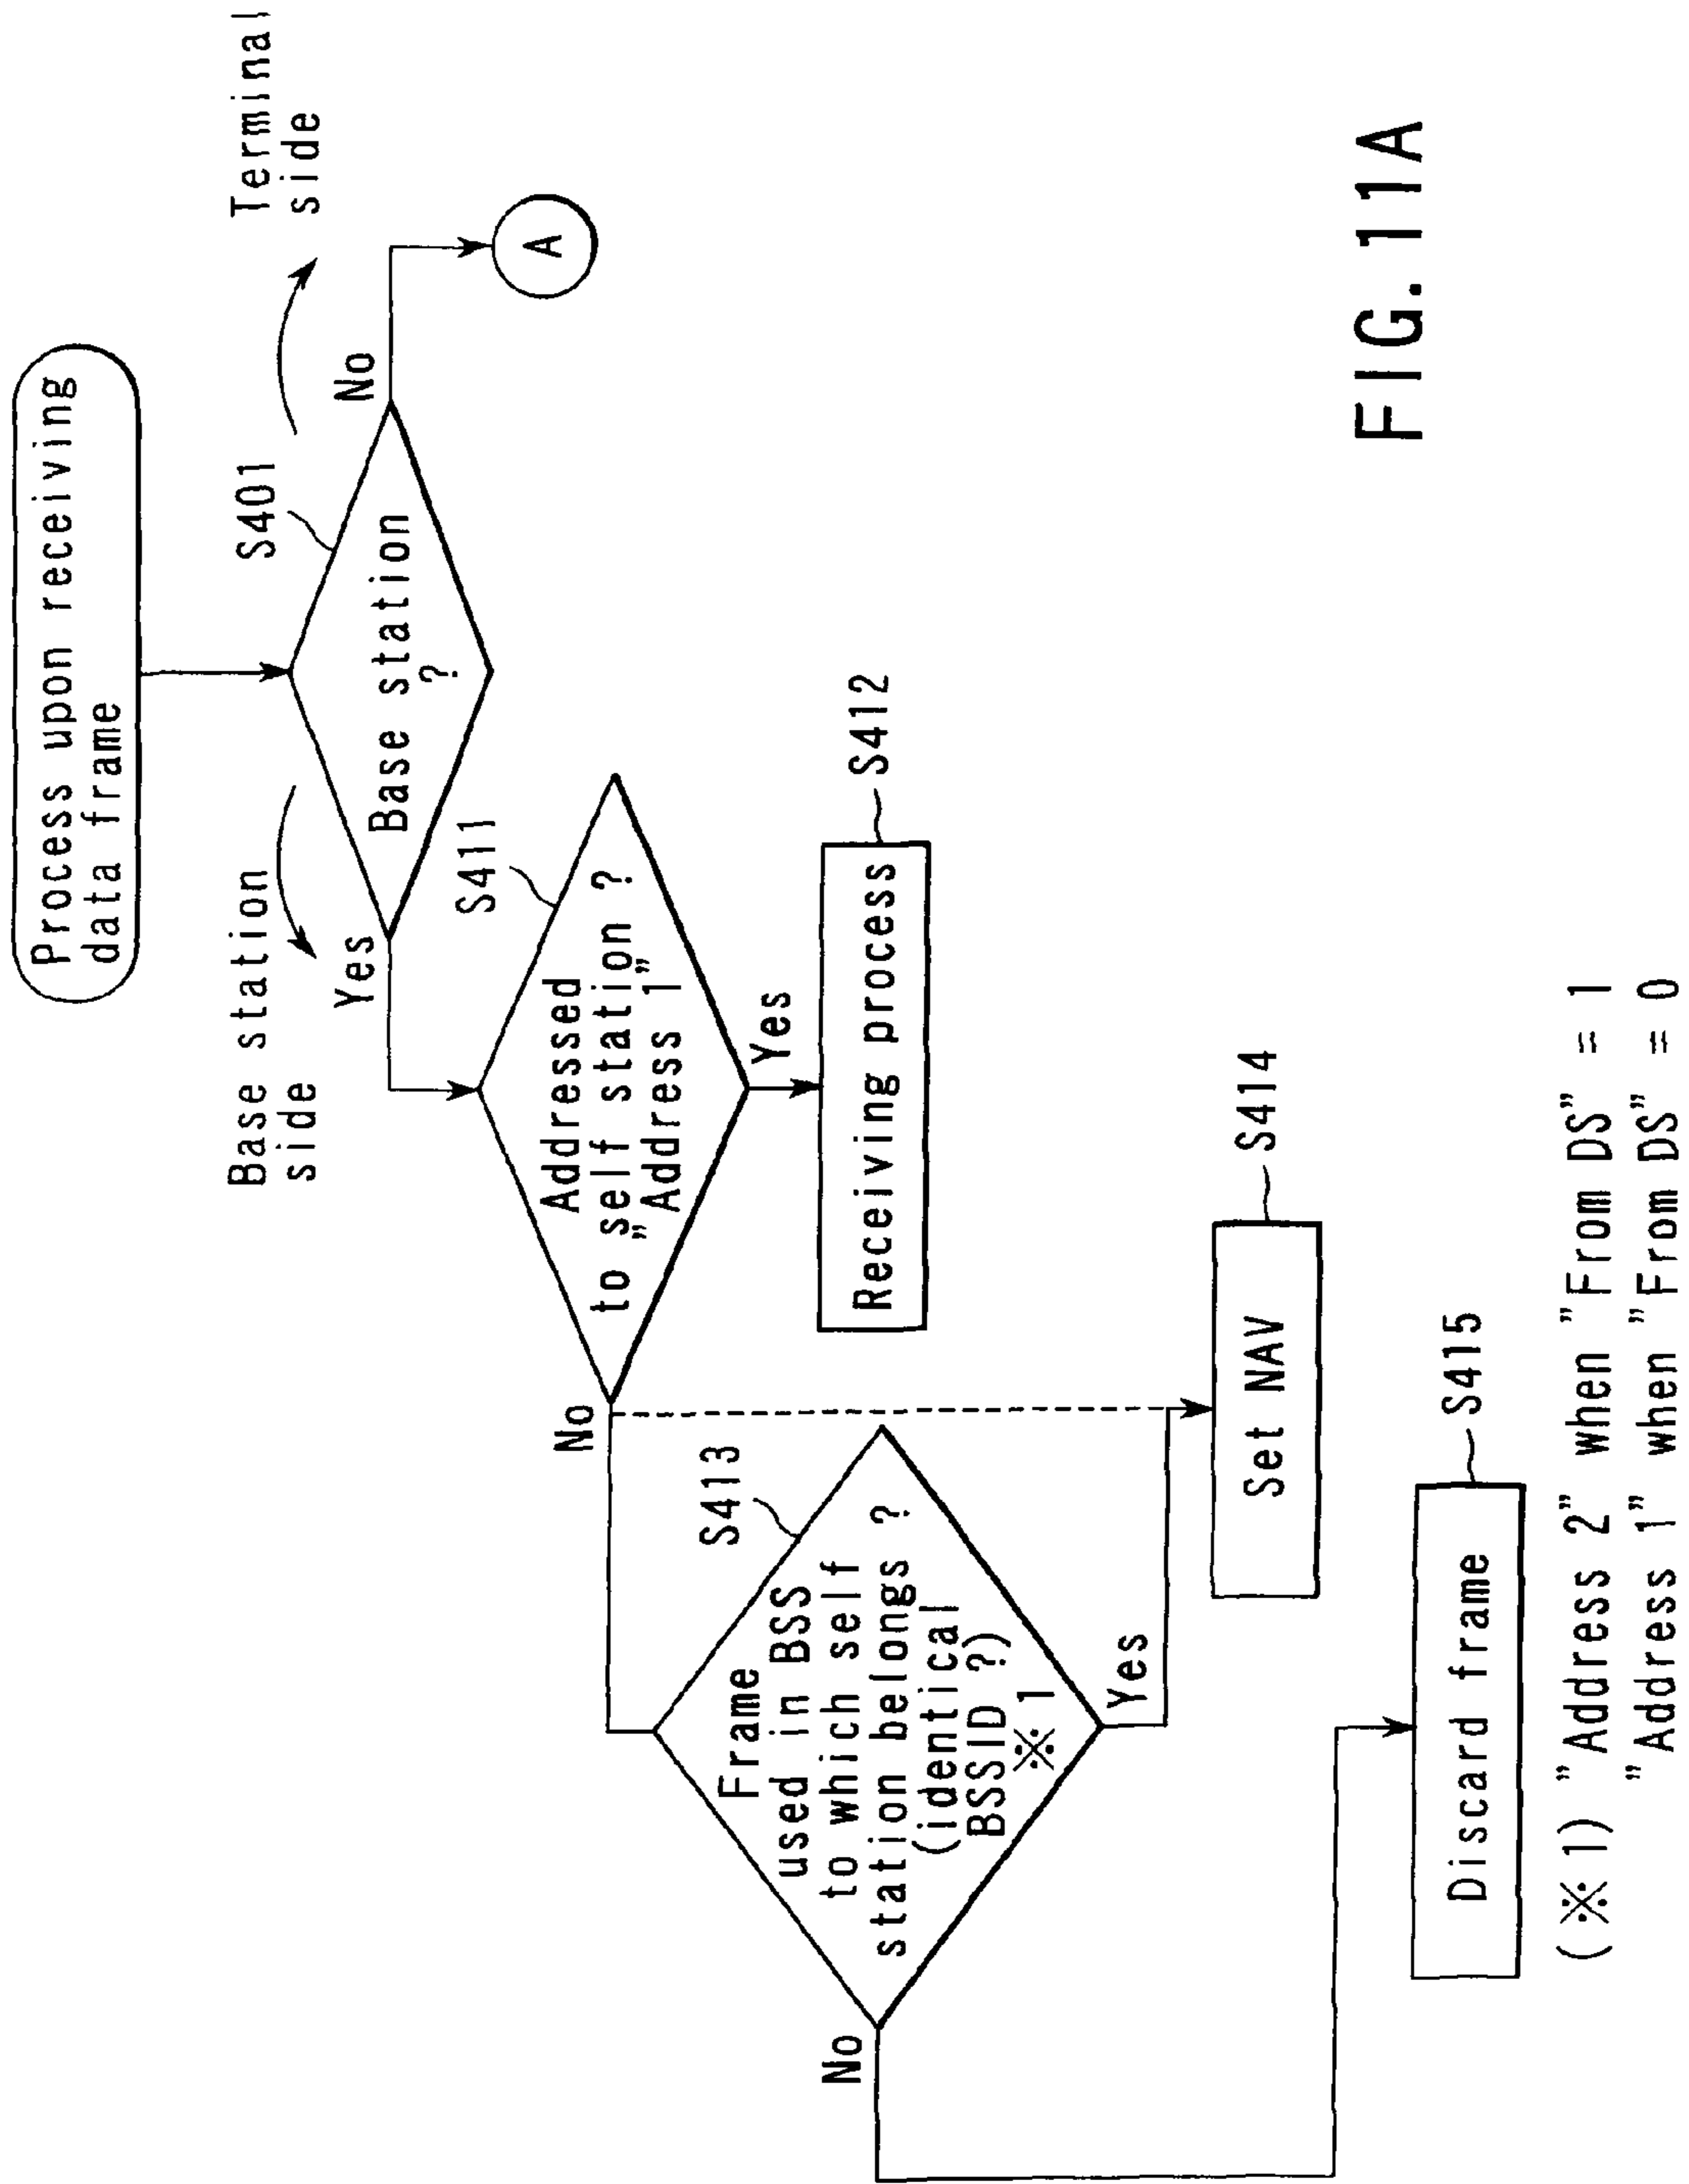 Process upon receiving
data frame
Base station
side
Terminal
side
S401
Base station
?
Yes
No
A
S411
Addressed
to self station ?
"Address 1"
Yes
No
Receiving process
S412
S413
Frame
used in BSS
to which self
station belongs ?
(identical
BSSID ?)
※1
Yes
No
Set NAV
S414
Discard frame
S415
(※1) "Address 2" when "From DS" = 1
"Address 1" when "From DS" = 0
FIG. 11A